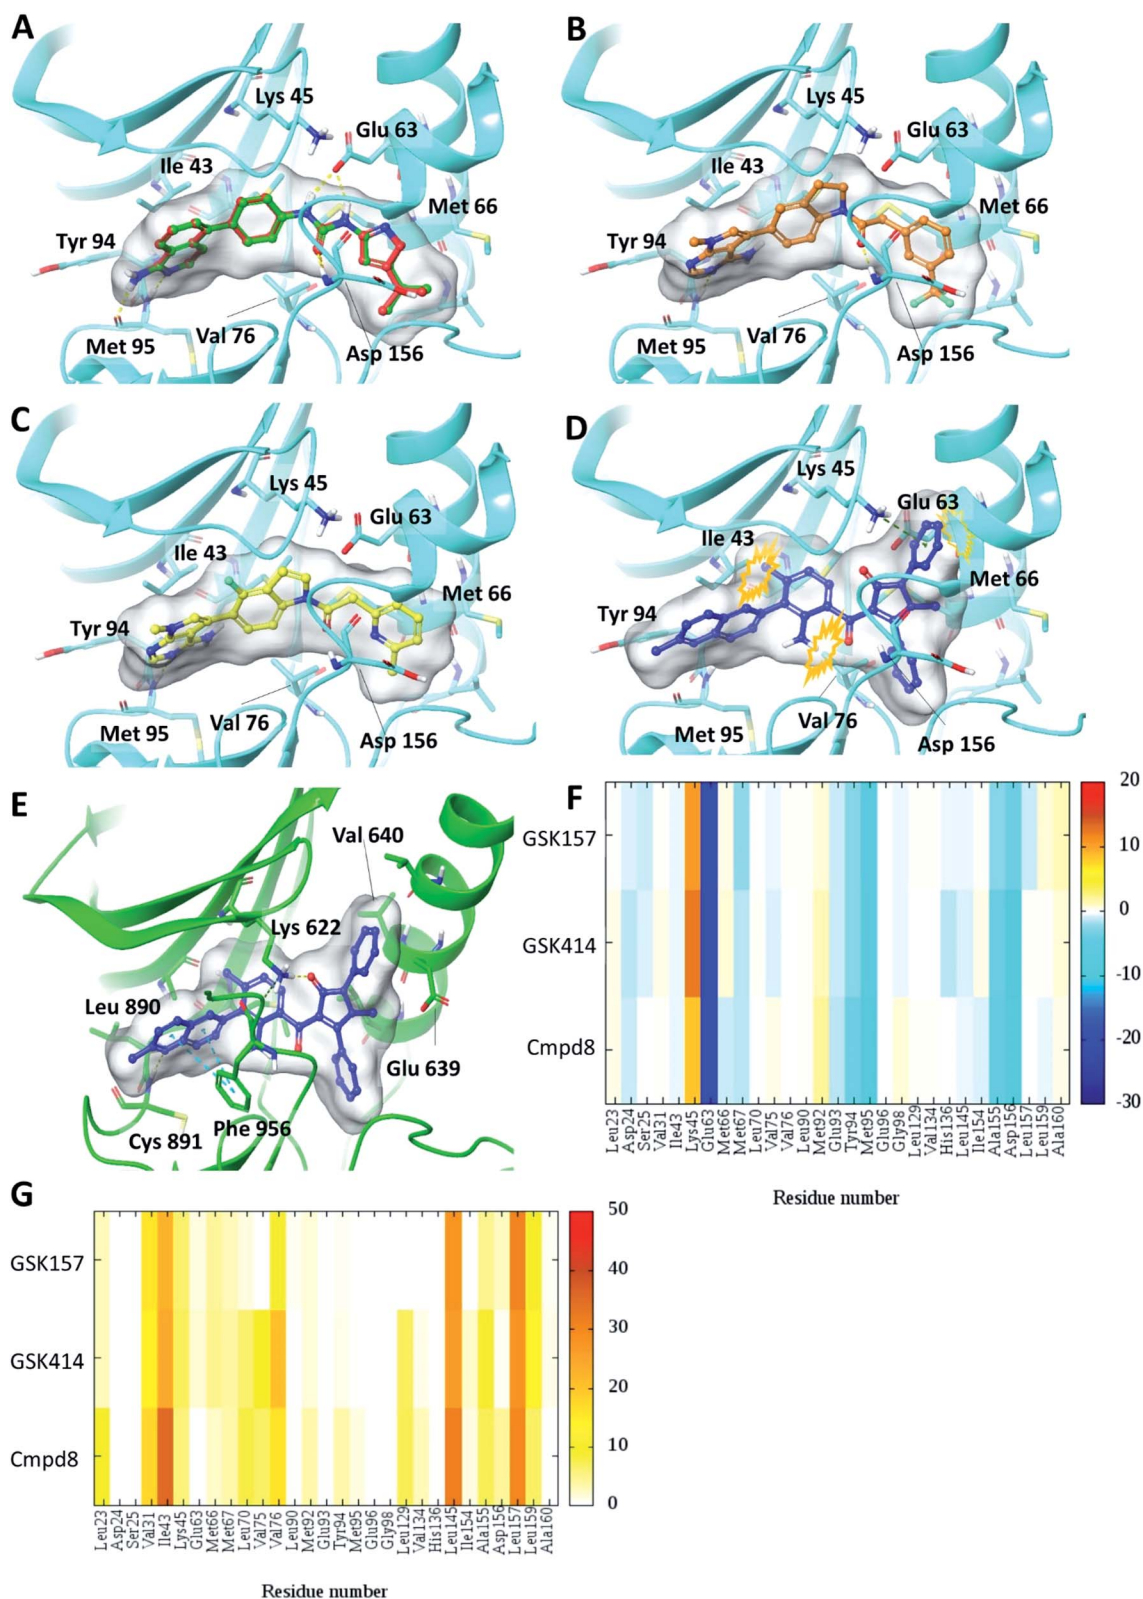 A
Lys 45
Glu 63
Ile 43
Met 66
Tyr 94
Met 95
Val 76
Asp 156
B
Lys 45
Glu 63
Ile 43
Met 66
Tyr 94
Met 95
Val 76
Asp 156
C
Lys 45
Glu 63
Ile 43
Met 66
Tyr 94
Met 95
Val 76
Asp 156
D
Lys 45
Glu 63
Ile 43
Met 66
Tyr 94
Met 95
Val 76
Asp 156
E
Val 640
Lys 622
Leu 890
Glu 639
Cys 891
Phe 956
F
GSK157
GSK414
Cmpd8
20
10
0
-10
-20
-30
Leu23
Asp24
Ser25
Val31
Ile43
Lys45
Glu63
Met66
Met67
Leu70
Val75
Val76
Leu90
Met92
Glu93
Tyr94
Met95
Glu96
Gly98
Leu129
Val134
His136
Leu145
Ile154
Ala155
Asp156
Leu157
Leu159
Ala160
Residue number
G
GSK157
GSK414
Cmpd8
50
40
30
20
10
0
Leu23
Asp24
Ser25
Val31
Ile43
Lys45
Glu63
Met66
Met67
Leu70
Val75
Val76
Leu90
Met92
Glu93
Tyr94
Met95
Glu96
Gly98
Leu129
Val134
His136
Leu145
Ile154
Ala155
Asp156
Leu157
Leu159
Ala160
Residue number